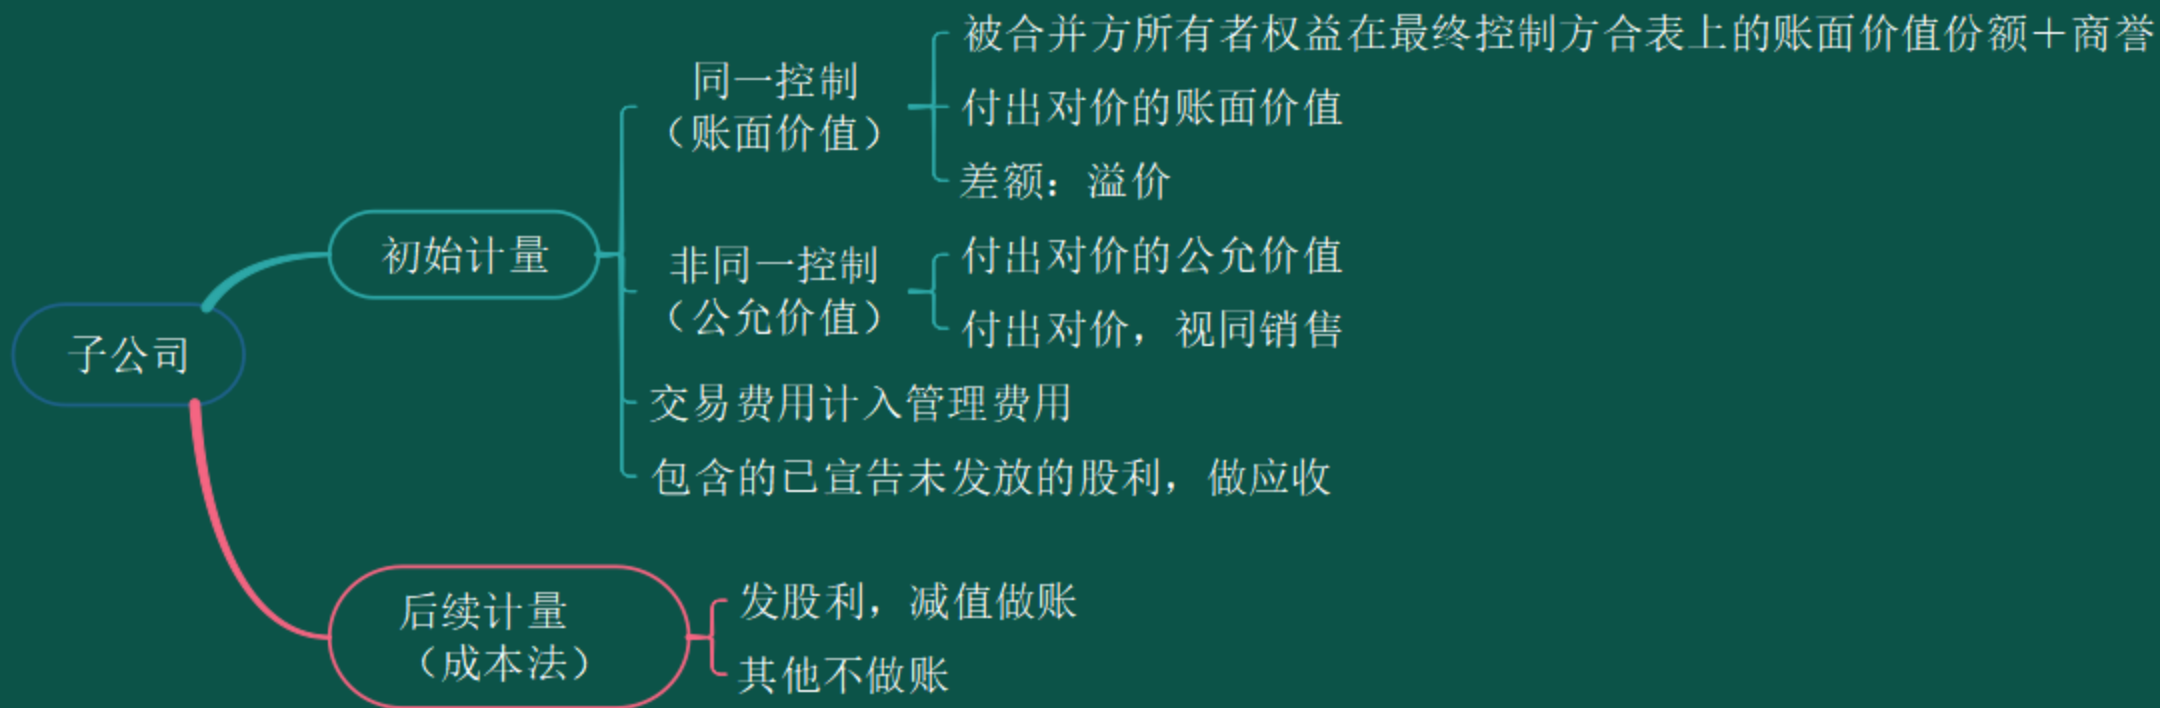 子公司
初始计量
同一控制
（账面价值）
被合并方所有者权益在最终控制方合表上的账面价值份额＋商誉
付出对价的账面价值
差额：溢价
非同一控制
（公允价值）
付出对价的公允价值
付出对价，视同销售
交易费用计入管理费用
包含的已宣告未发放的股利，做应收
后续计量
（成本法）
发股利，减值做账
其他不做账